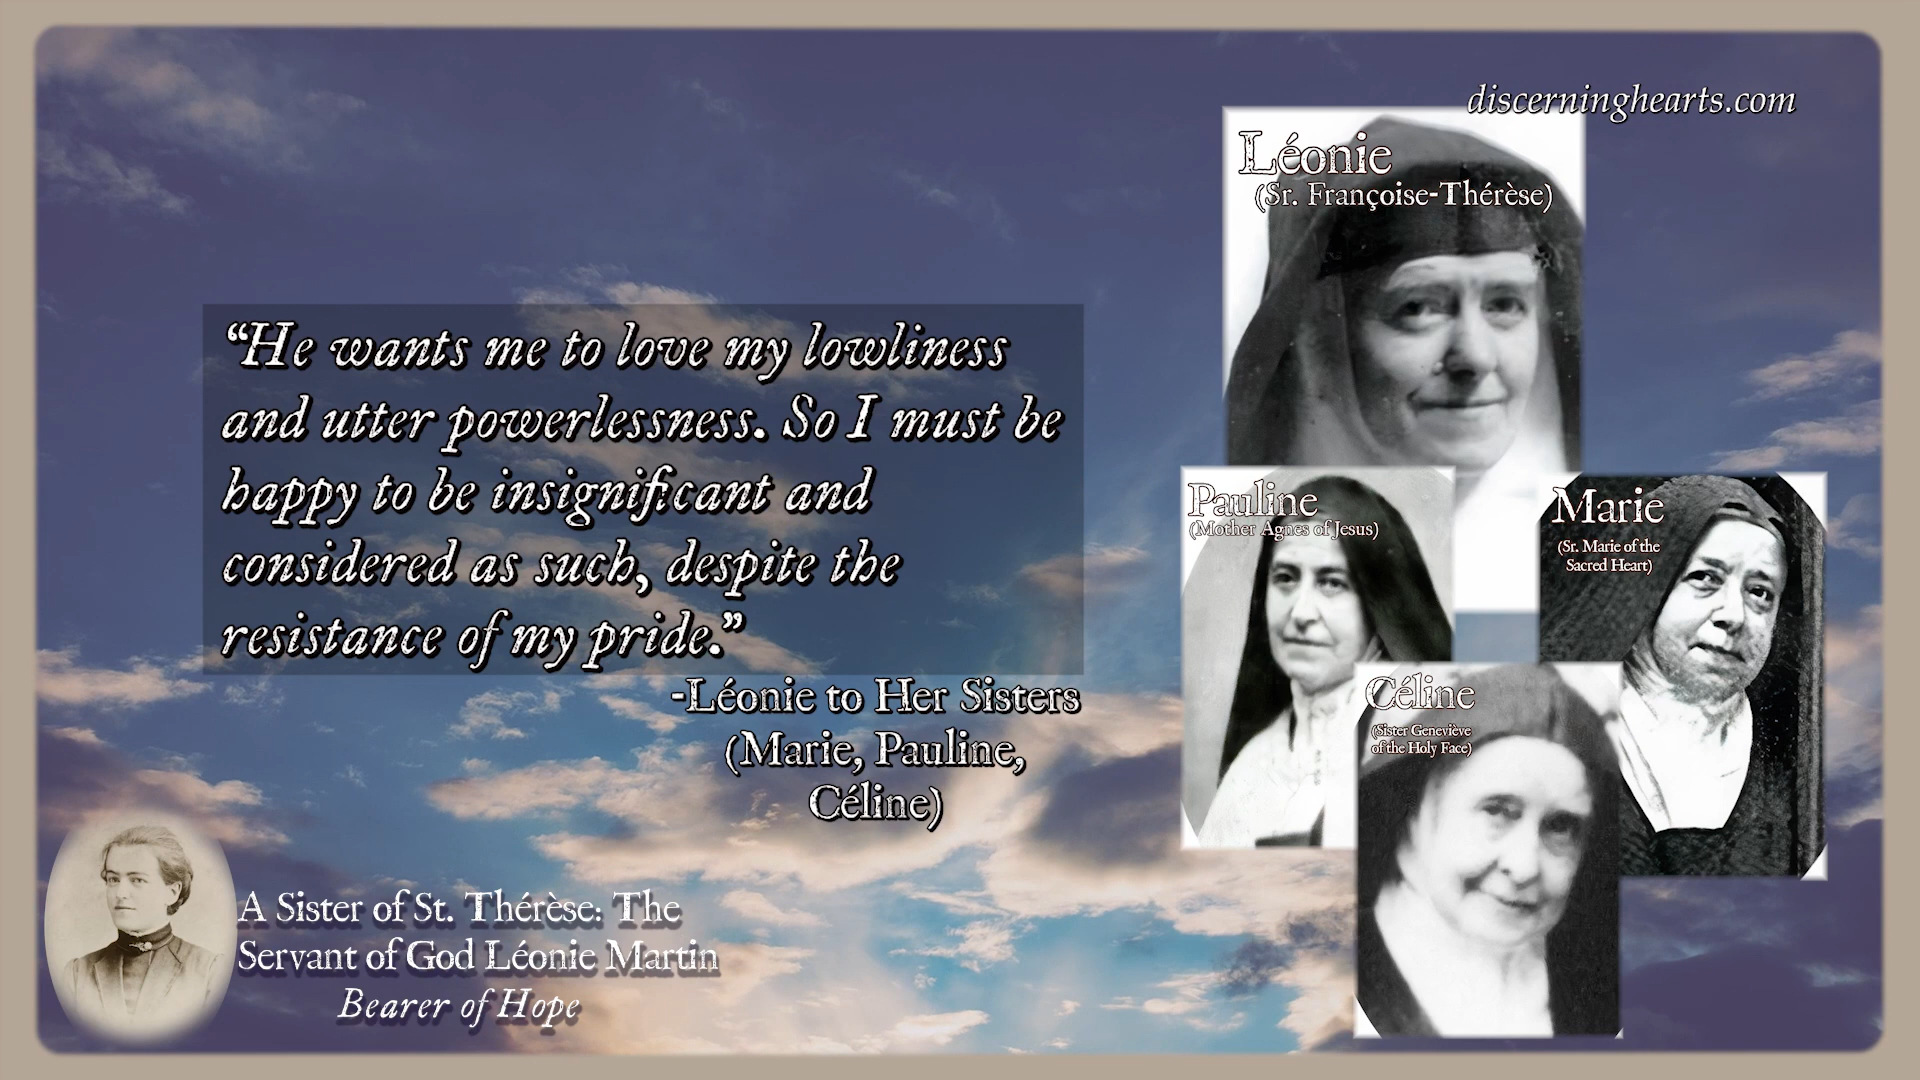 discerninghearts.com
Léonie
(Sr. Françoise-Thérèse)
“He wants me to love my lowliness
and utter powerlessness. So I must be
happy to be insignificant and
considered as such, despite the
resistance of my pride.”
-Léonie to Her Sisters
(Marie, Pauline,
Céline)
Pauline
(Mother Agnes of Jesus)
Marie
(Sr. Marie of the
Sacred Heart)
Céline
(Sister Geneviève
of the Holy Face)
A Sister of St. Thérèse: The
Servant of God Léonie Martin
Bearer of Hope